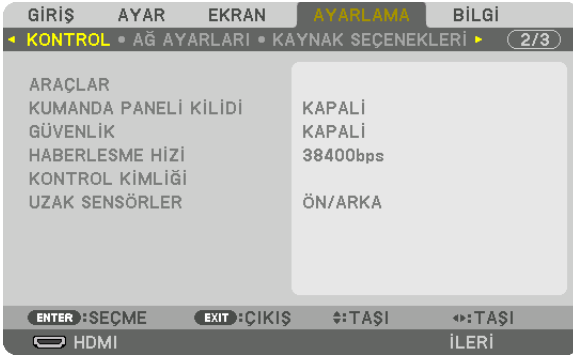 GİRİŞ AYAR EKRAN AYARLAMA BİLGİ
◄ KONTROL • AĞ AYARLARI • KAYNAK SEÇENEKLERİ ► 2/3
ARAÇLAR
KUMANDA PANELİ KİLİDİ KAPALİ
GÜVENLİK KAPALİ
HABERLESME HİZİ 38400bps
KONTROL KİMLİĞİ
UZAK SENSÖRLER ÖN/ARKA
ENTER :SEÇME EXIT :ÇIKIŞ :TAŞI :TAŞI
HDMI İLERİ